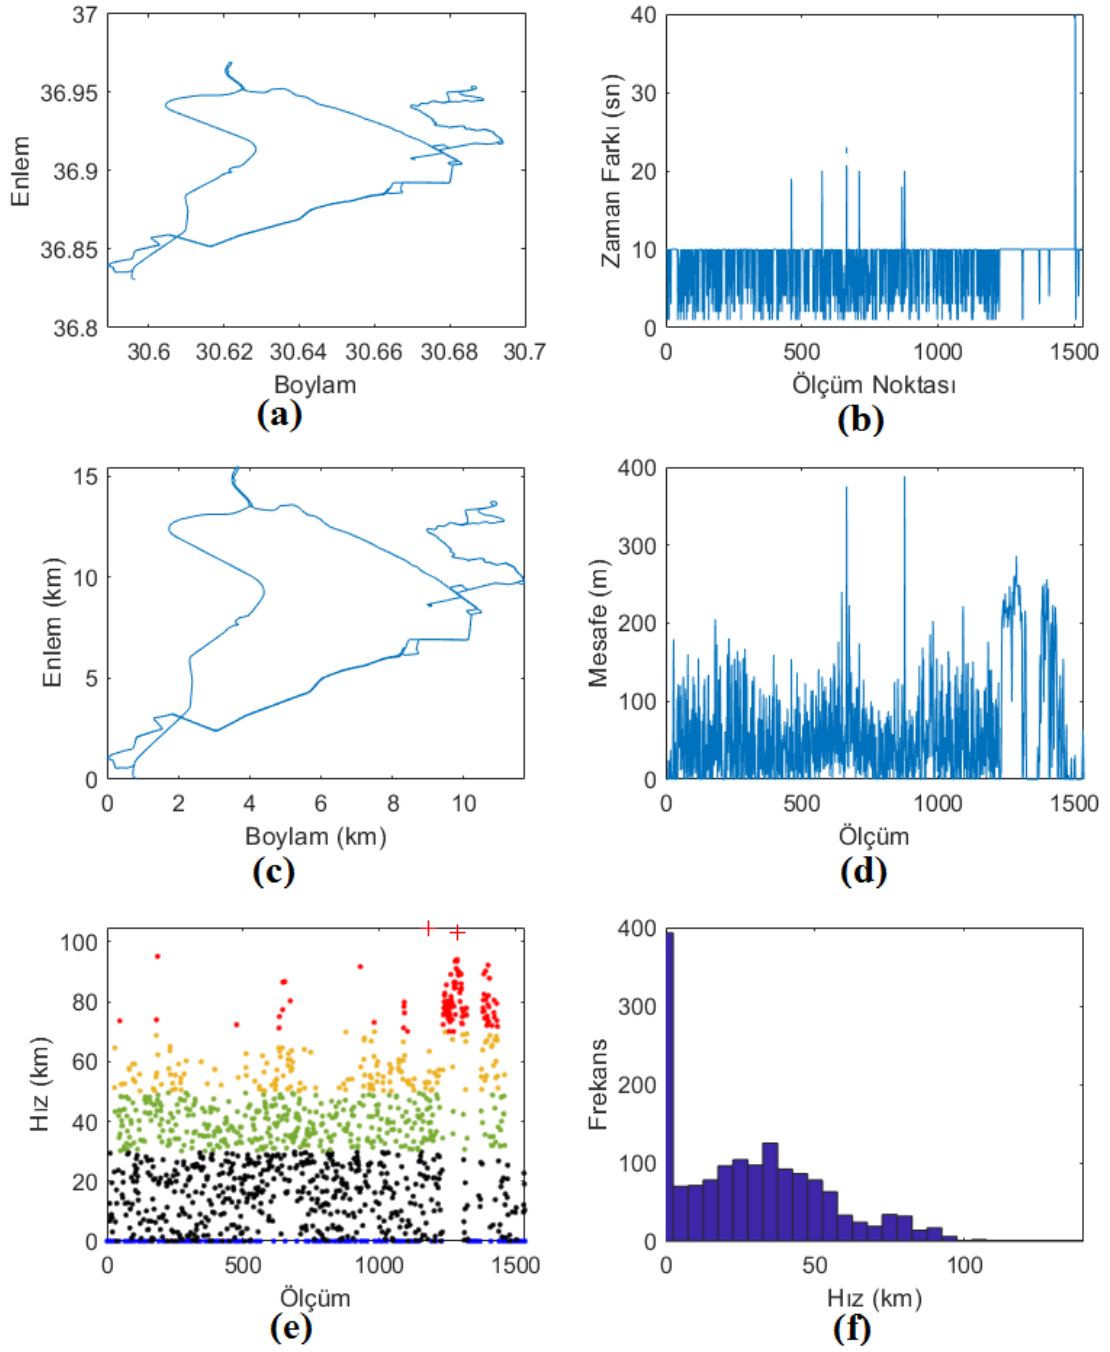 37
36.95
36.9
36.85
36.8
Enlem
30.6 30.62 30.64 30.66 30.68 30.7
Boylam
(a)
40
30
20
10
0
Zaman Farkı (sn)
0 500 1000 1500
Ölçüm Noktası
(b)
15
10
5
0
Enlem (km)
0 2 4 6 8 10
Boylam (km)
(c)
400
300
200
100
0
Mesafe (m)
0 500 1000 1500
Ölçüm
(d)
100
80
60
40
20
0
Hız (km)
0 500 1000 1500
Ölçüm
(e)
400
300
200
100
0
Frekans
0 50 100
Hız (km)
(f)